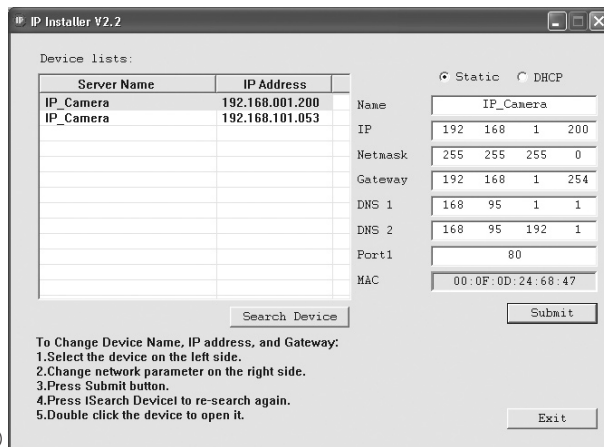 IP IP Installer V2.2
Device lists:
Server Name IP Address
IP_Camera 192.168.001.200
IP_Camera 192.168.101.053
Search Device
To Change Device Name, IP address, and Gateway:
1.Select the device on the left side.
2.Change network parameter on the right side.
3.Press Submit button.
4.Press |Search Device| to re-search again.
5.Double click the device to open it.
Static DHCP
Name IP_Camera
IP 192 168 1 200
Netmask 255 255 255 0
Gateway 192 168 1 254
DNS 1 168 95 1 1
DNS 2 168 95 192 1
Port1 80
MAC 00:0F:0D:24:68:47
Submit
Exit
)